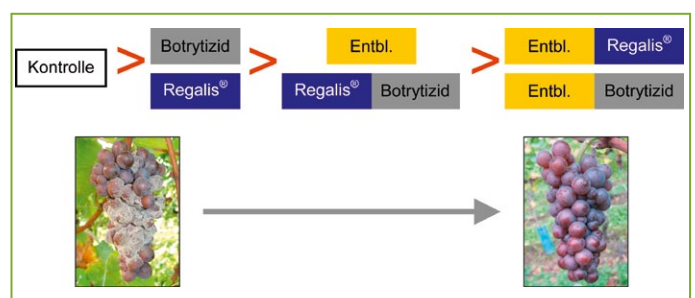 Kontrolle
>
Botrytizid
Regalis®
>
Entbl.
Regalis® Botrytizid
>
Entbl. Regalis®
Entbl. Botrytizid